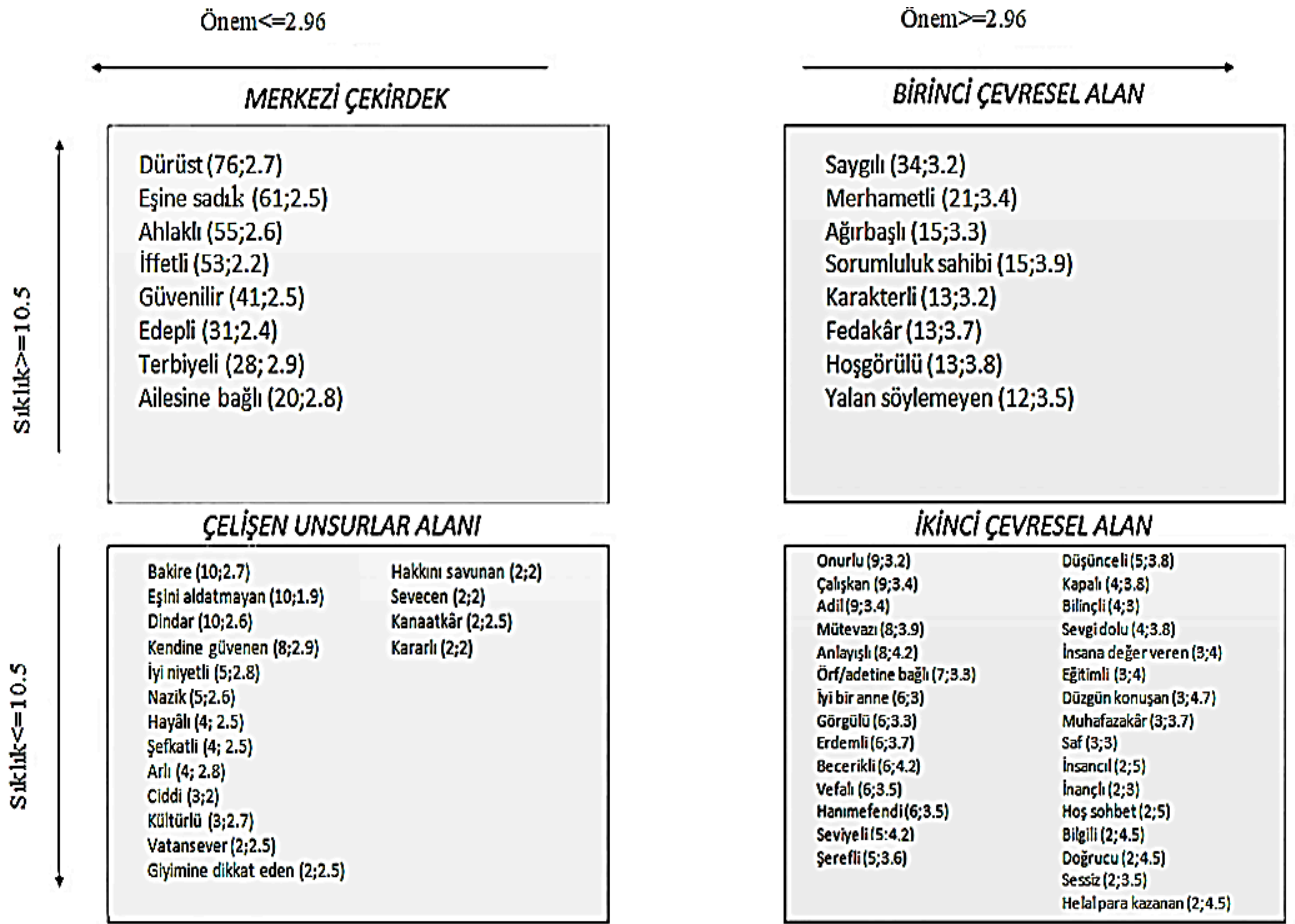 Önem<=2.96
Önem>=2.96
MERKEZİ ÇEKİRDEK
Sıklık>=10.5
Dürüst (76;2.7)
Eşine sadık (61;2.5)
Ahlaklı (55;2.6)
İffetli (53;2.2)
Güvenilir (41;2.5)
Edepli (31;2.4)
Terbiyeli (28; 2.9)
Ailesine bağlı (20;2.8)
BİRİNCİ ÇEVRESEL ALAN
Saygılı (34;3.2)
Merhametli (21;3.4)
Ağırbaşlı (15;3.3)
Sorumluluk sahibi (15;3.9)
Karakterli (13;3.2)
Fedakâr (13;3.7)
Hoşgörülü (13;3.8)
Yalan söylemeyen (12;3.5)
ÇELİŞEN UNSURLAR ALANI
Sıklık<=10.5
Bakire (10;2.7)
Eşini aldatmayan (10;1.9)
Dindar (10;2.6)
Kendine güvenen (8;2.9)
İyi niyetli (5;2.8)
Nazik (5;2.6)
Hayâlı (4; 2.5)
Şefkatli (4; 2.5)
Arlı (4; 2.8)
Ciddi (3;2)
Kültürlü (3;2.7)
Vatansever (2;2.5)
Giyimine dikkat eden (2;2.5)
Hakkını savunan (2;2)
Sevecen (2;2)
Kanaatkâr (2;2.5)
Kararlı (2;2)
İKİNCİ ÇEVRESEL ALAN
Onurlu (9;3.2)
Çalışkan (9;3.4)
Adil (9;3.4)
Mütevazı (8;3.9)
Anlayışlı (8;4.2)
Örf/adetine bağlı (7;3.3)
İyi bir anne (6;3)
Görgülü (6;3.3)
Erdemli (6;3.7)
Becerikli (6;4.2)
Vefalı (6;3.5)
Hanımefendi (6;3.5)
Seviyeli (5:4.2)
Şerefli (5;3.6)
Düşünceli (5;3.8)
Kapalı (4;3.8)
Bilinçli (4;3)
Sevgi dolu (4;3.8)
İnsana değer veren (3;4)
Eğitimli (3;4)
Düzgün konuşan (3;4.7)
Muhafazakâr (3;3.7)
Saf (3;3)
İnsancıl (2;5)
İnançlı (2;3)
Hoş sohbet (2;5)
Bilgili (2;4.5)
Doğrucu (2;4.5)
Sessiz (2;3.5)
Helal para kazanan (2;4.5)